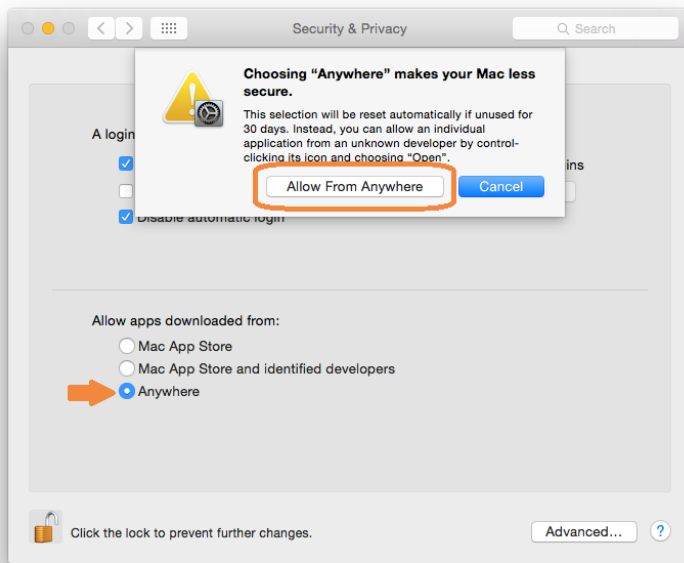 Security & Privacy
Search
Choosing “Anywhere” makes your Mac less
secure.
This selection will be reset automatically if unused for
30 days. Instead, you can allow an individual
application from an unknown developer by control-
clicking its icon and choosing “Open”.
Allow From Anywhere
Cancel
A login
Disable automatic login
Allow apps downloaded from:
Mac App Store
Mac App Store and identified developers
Anywhere
Click the lock to prevent further changes.
Advanced...
?